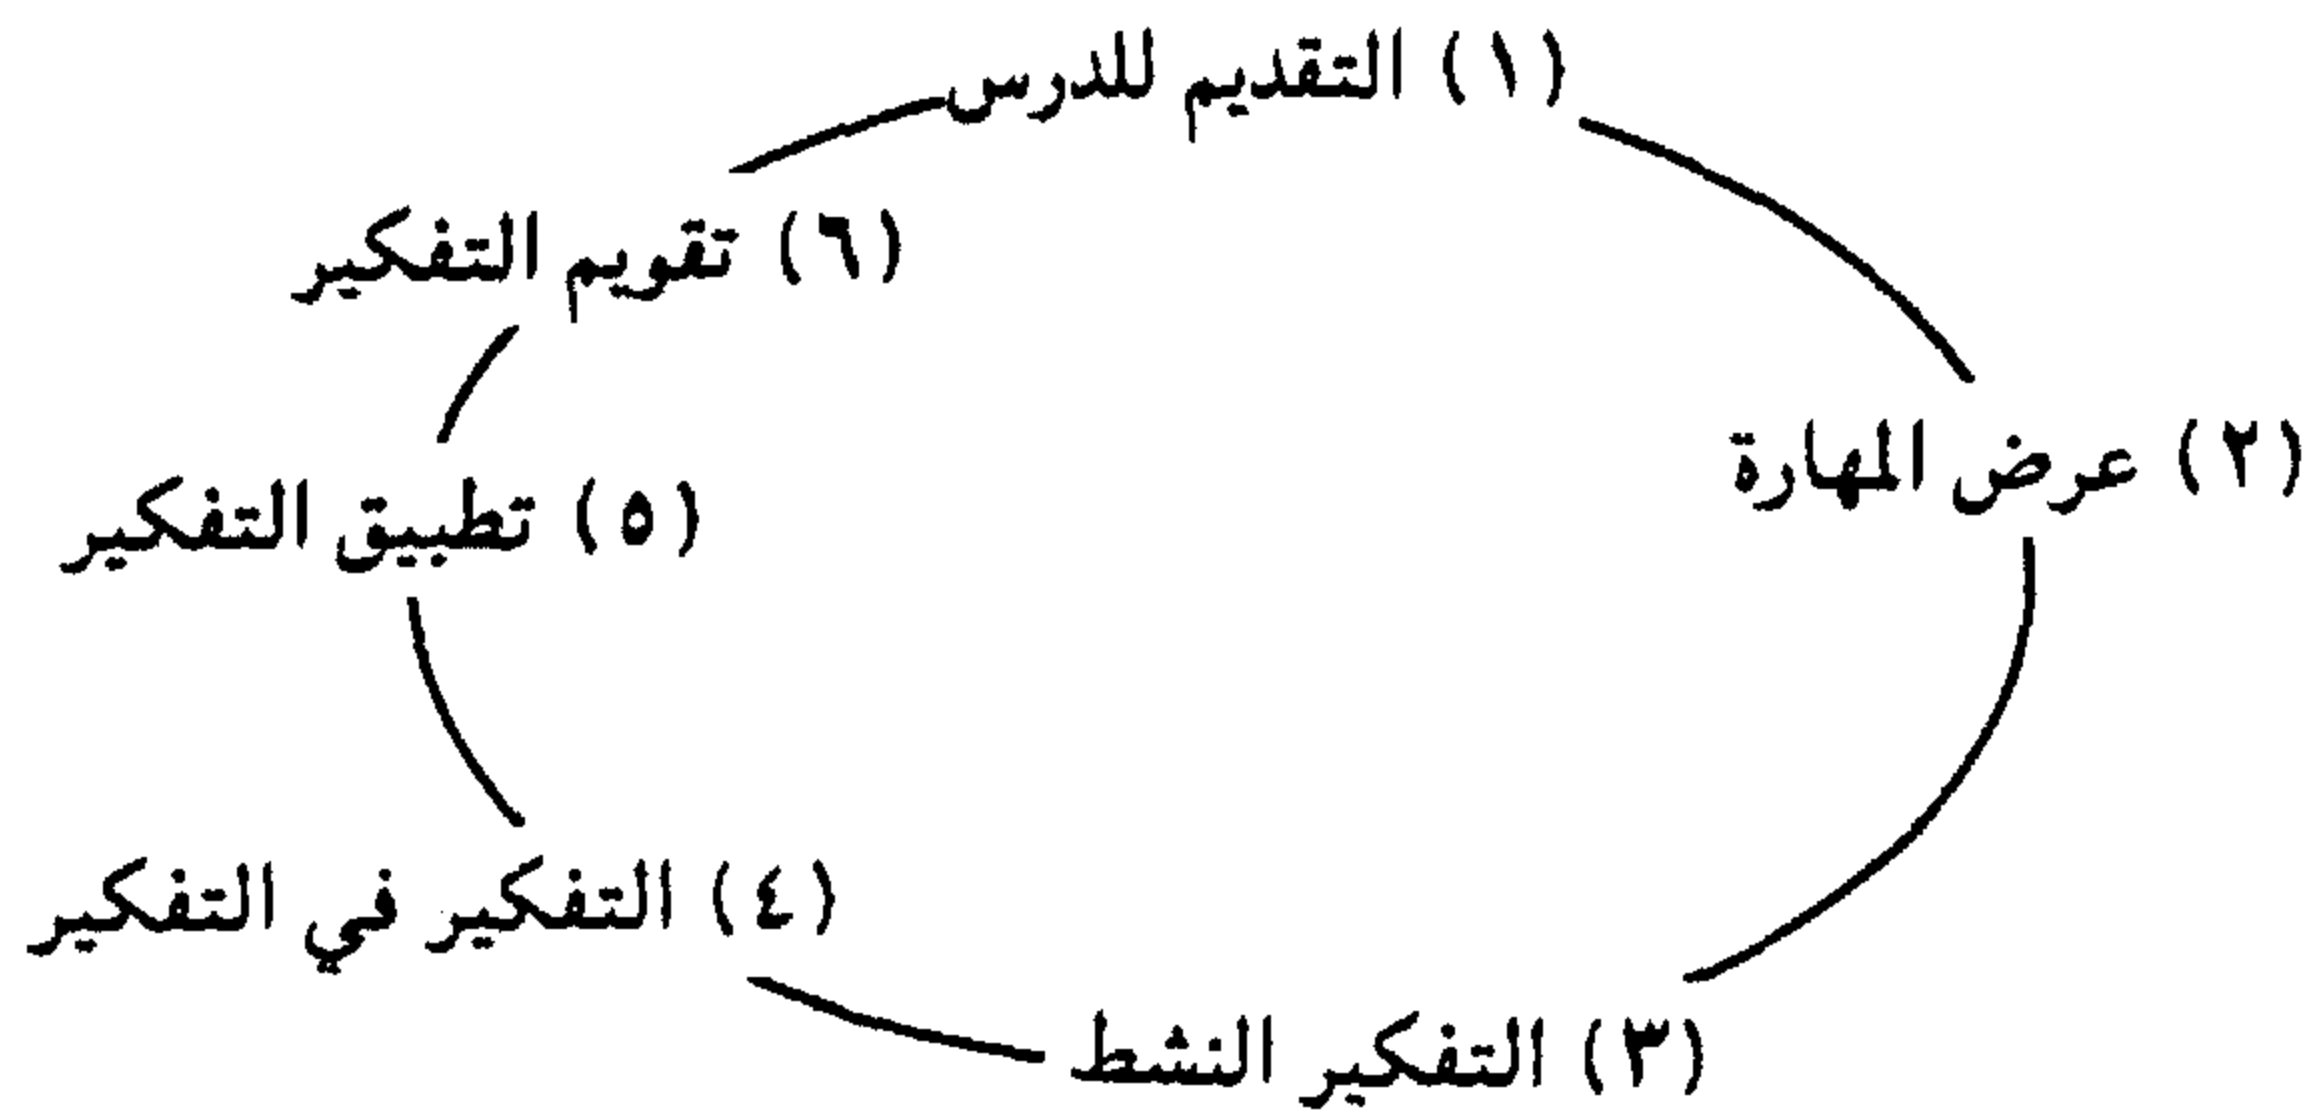 (١) التقديم للدرس
(٢) عرض المهارة
(٣) التفكير النشط
(٤) التفكير في التفكير
(٥) تطبيق التفكير
(٦) تقويم التفكير